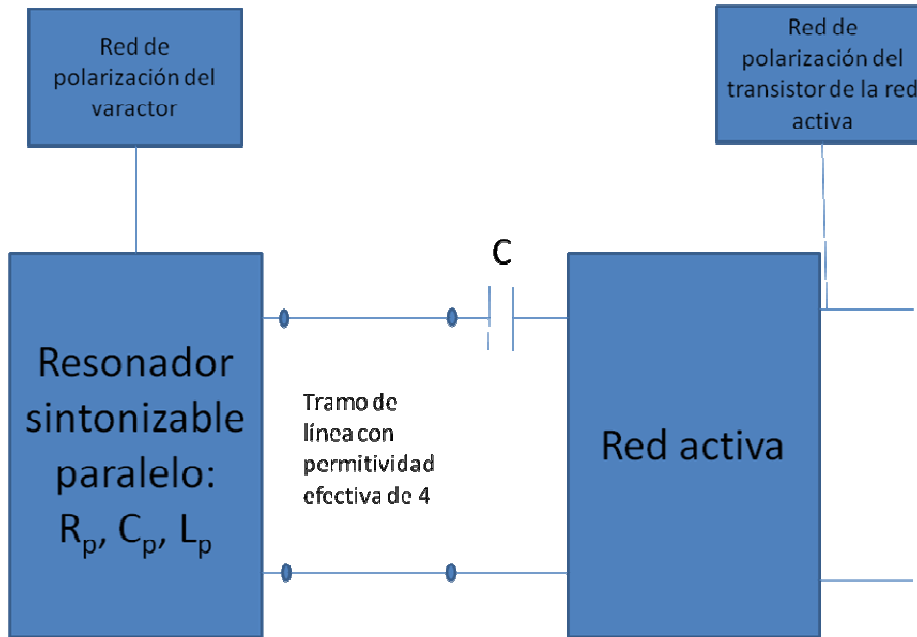 Red de
polarización del
varactor
Red de
polarización del
transistor de la red
activa
C
Resonador
sintonizable
paralelo:
Rp, Cp, Lp
Tramo de
línea con
permitividad
efectiva de 4
Red activa